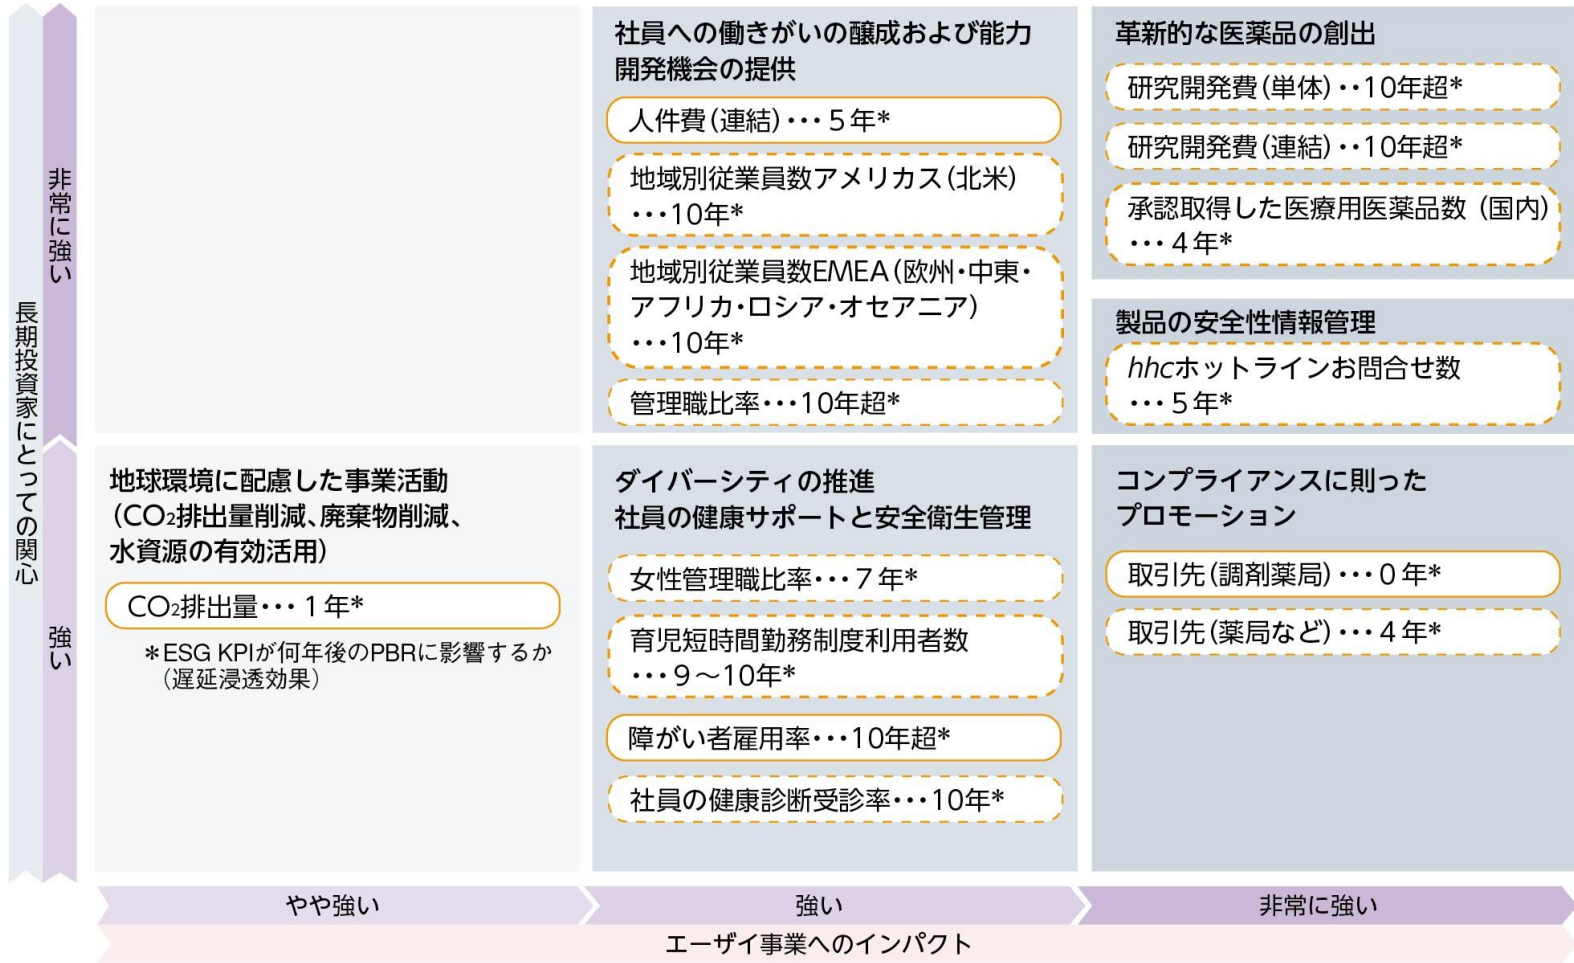 長期投資家にとっての関心
非常に強い
強い
社員への働きがいの醸成および能力
開発機会の提供
人件費(連結)・・・5年*
地域別従業員数アメリカス(北米)
・・・10年*
地域別従業員数EMEA(欧州・中東・
アフリカ・ロシア・オセアニア)
・・・10年*
管理職比率・・・10年超*
革新的な医薬品の創出
研究開発費(単体)・・10年超*
研究開発費(連結)・・10年超*
承認取得した医療用医薬品数(国内)
・・・4年*
製品の安全性情報管理
hhcホットラインお問合せ数
・・・5年*
地球環境に配慮した事業活動
(CO₂排出量削減、廃棄物削減、
水資源の有効活用)
CO₂排出量・・・1年*
*ESG KPIが何年後のPBRに影響するか
(遅延浸透効果)
ダイバーシティの推進
社員の健康サポートと安全衛生管理
女性管理職比率・・・7年*
育児短時間勤務制度利用者数
・・・9～10年*
障がい者雇用率・・・10年超*
社員の健康診断受診率・・・10年*
コンプライアンスに則った
プロモーション
取引先(調剤薬局)・・・0年*
取引先(薬局など)・・・4年*
やや強い
強い
非常に強い
エーザイ事業へのインパクト